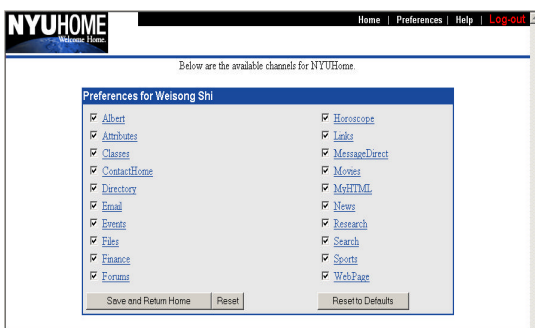 NYUHOME
Welcome Home.
Home | Preferences | Help | Log-out
Below are the available channels for NYUHome.
Preferences for Weisong Shi
Albert
Attributes
Classes
ContactHome
Directory
Email
Events
Files
Finance
Forums
Horoscope
Links
MessageDirect
Movies
MyHTML
News
Research
Search
Sports
WebPage
Save and Return Home
Reset
Reset to Defaults